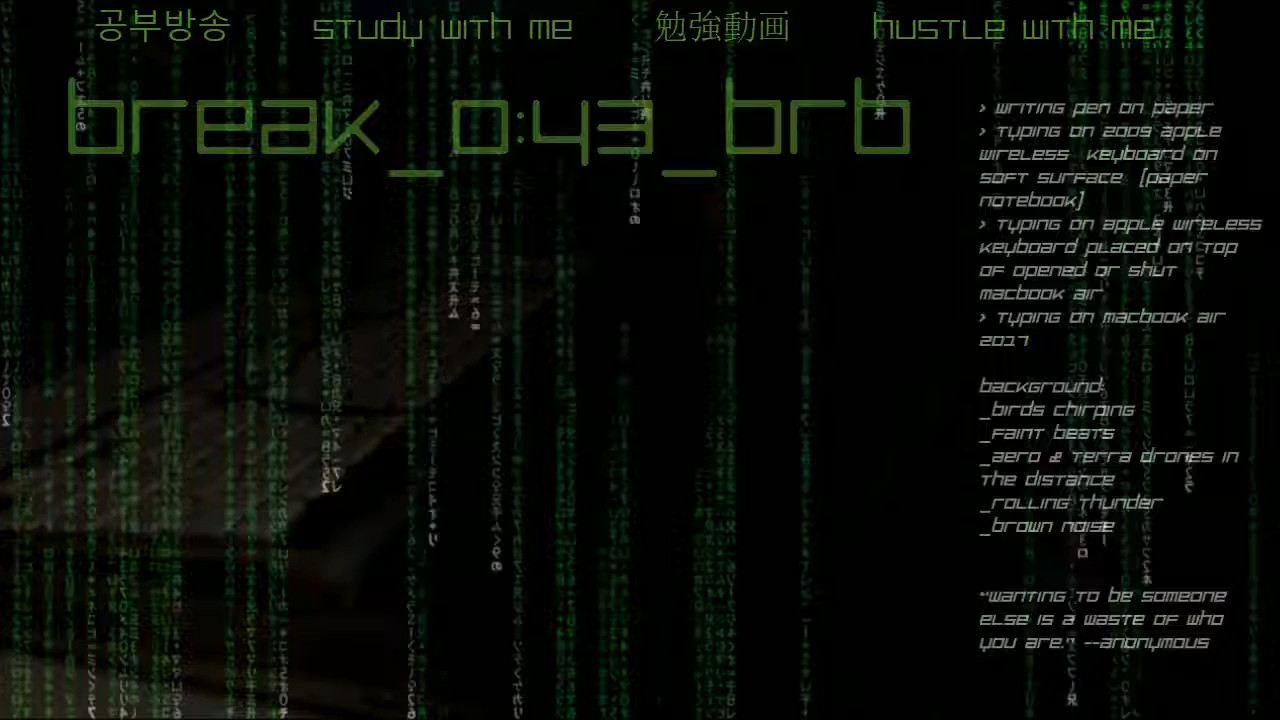 공부방송 study with me 勉強動画 hustle with me
break_0:43_brb
> writing pen on paper
> typing on 2009 apple
wireless keyboard on
soft surface [paper
notebook]
> typing on apple wireless
keyboard placed on top
of opened or shut
macbook air
> typing on macbook air
2017
background:
_birds chirping
_faint beats
_aero & terra drones in
the distance
_rolling thunder
_brown noise
"wanting to be someone
else is a waste of who
you are." --anonymous